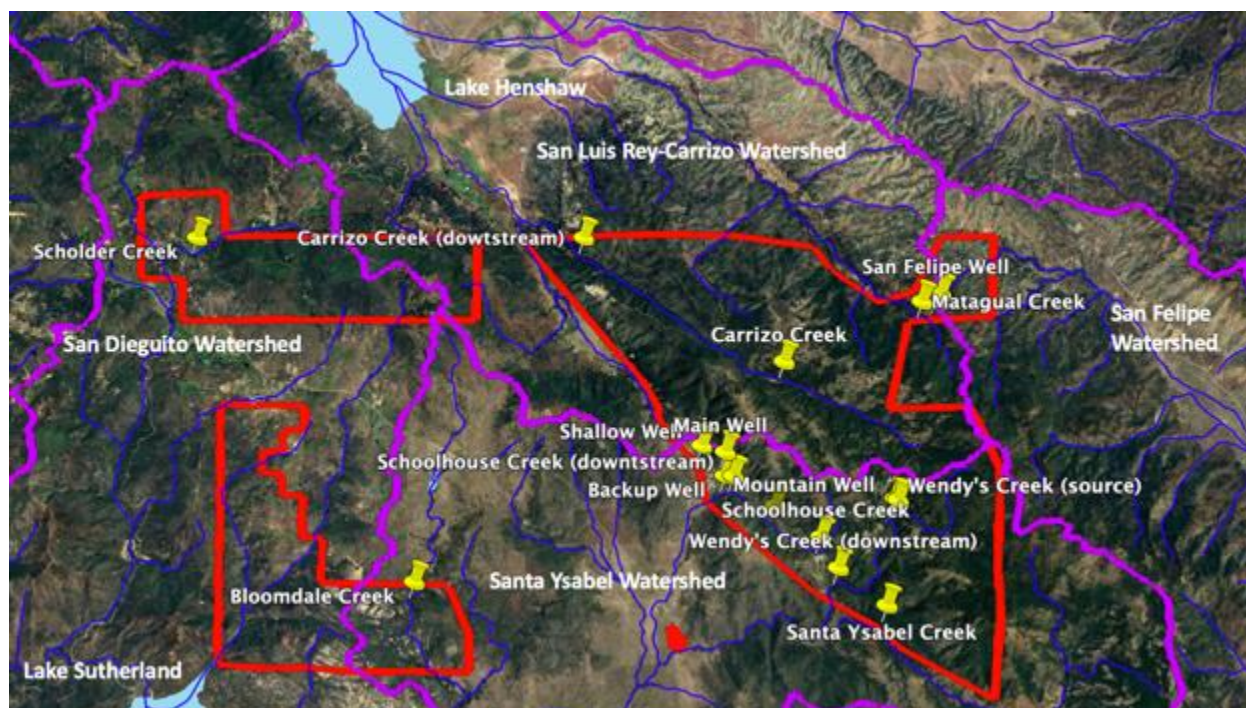 Lake Henshaw
San Luis Rey-Carrizo Watershed
Scholder Creek
Carrizo Creek (dowtstream)
San Felipe Well
Matagual Creek
San Felipe
Watershed
San Dieguito Watershed
Carrizo Creek
Shallow Well
Main Well
Schoolhouse Creek (downtstream)
Backup Well
Mountain Well
Wendy's Creek (source)
Schoolhouse Creek
Wendy's Creek (downstream)
Santa Ysabel Watershed
Bloomdale Creek
Santa Ysabel Creek
Lake Sutherland